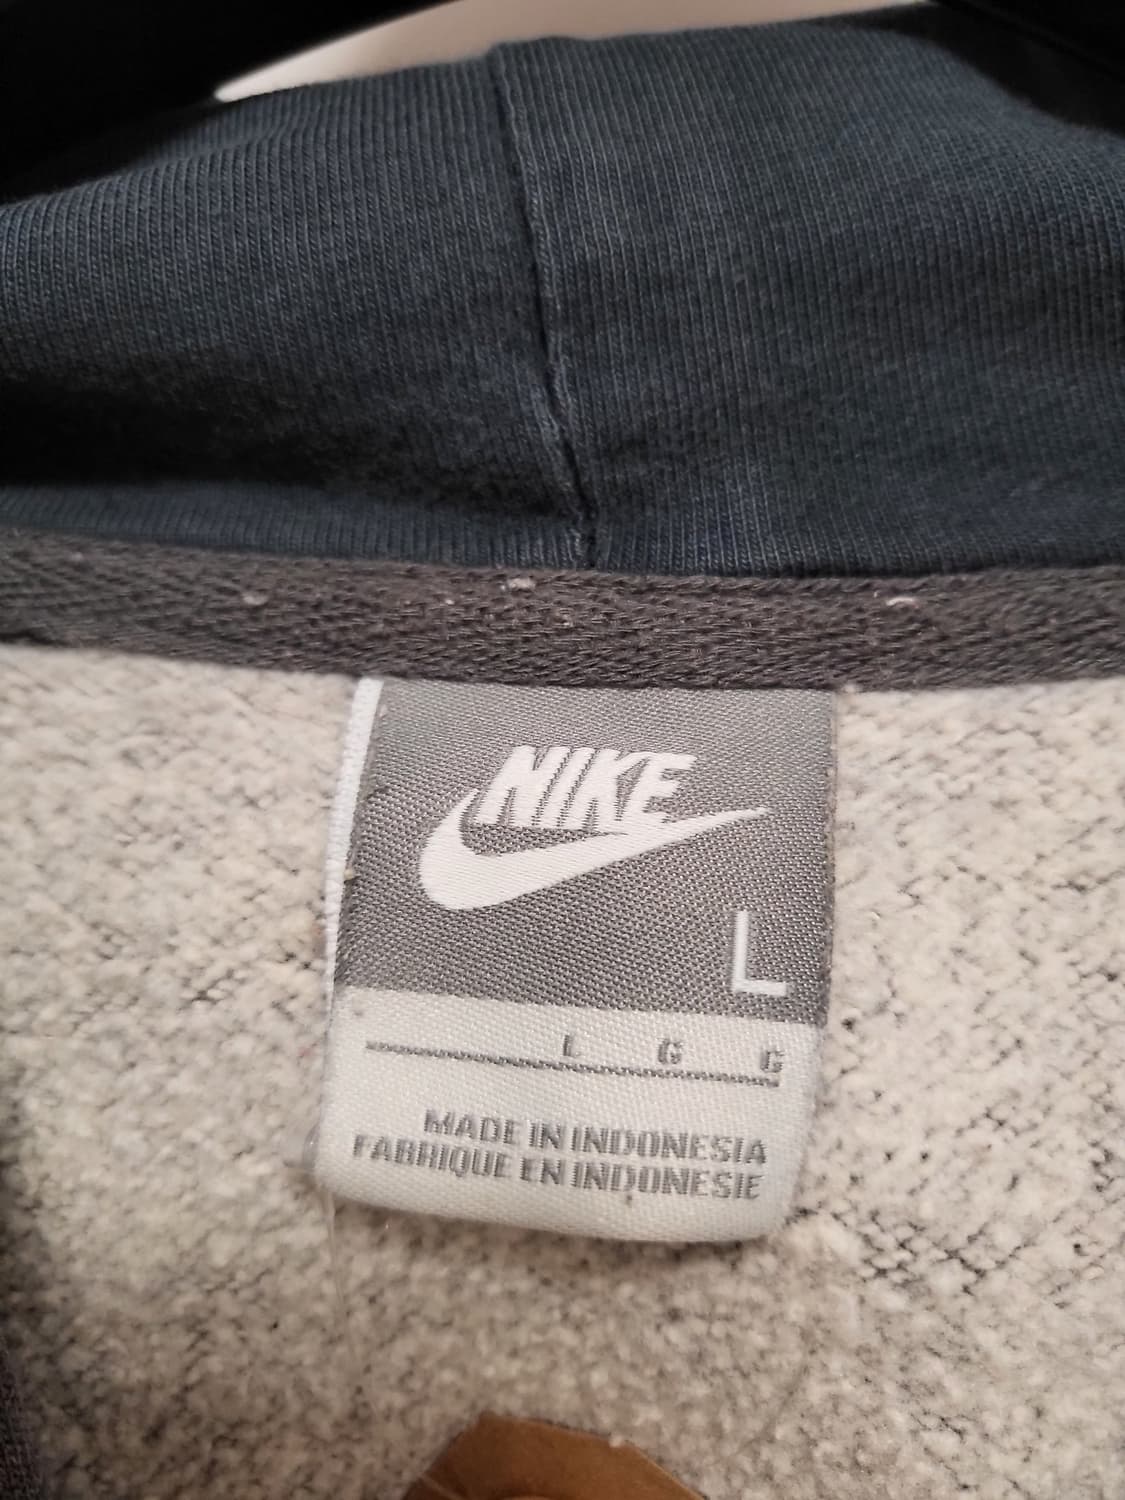 NIKE
L
L G G
MADE IN INDONESIA
FABRIQUE EN INDONESIE